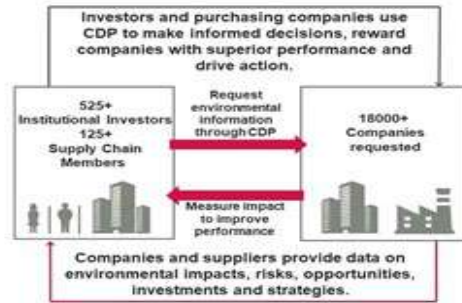 Investors and purchasing companies use
CDP to make informed decisions, reward
companies with superior performance and
drive action.
525+
Institutional Investors
125+
Supply Chain
Members
Request
environmental
information
through CDP
18000+
Companies
requested
Measure impact
to improve
performance
Companies and suppliers provide data on
environmental impacts, risks, opportunities,
investments and strategies.